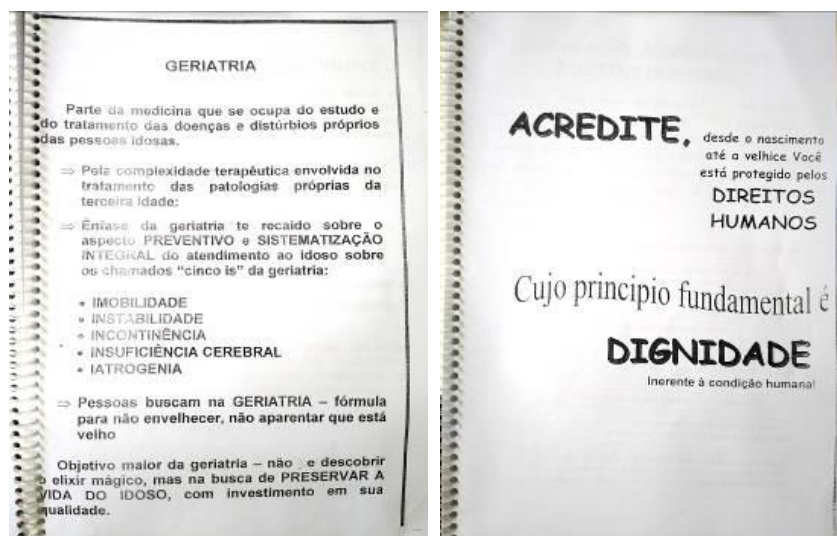 GERIATRIA
Parte da medicina que se ocupa do estudo e
do tratamento das doenças e distúrbios próprios
das pessoas idosas.
⇒ Pela complexidade terapêutica envolvida no
tratamento das patologias próprias da
terceira idade:
⇒ Ênfase da geriatria te recaido sobre o
aspecto PREVENTIVO e SISTEMATIZAÇÃO
INTEGRAL do atendimento ao idoso sobre
os chamados "cinco is" da geriatria:
• IMOBILIDADE
• INSTABILIDADE
• INCONTINÊNCIA
• INSUFICIÊNCIA CEREBRAL
• IATROGENIA
⇒ Pessoas buscam na GERIATRIA – fórmula
para não envelhecer, não aparentar que está
velho
Objetivo maior da geriatria – não e descobrir
o elixir mágico, mas na busca de PRESERVAR A
VIDA DO IDOSO, com investimento em sua
qualidade.
ACREDITE, desde o nascimento
até a velhice Você
está protegido pelos
DIREITOS
HUMANOS
Cujo principio fundamental é
DIGNIDADE
Inerente à condição humana!